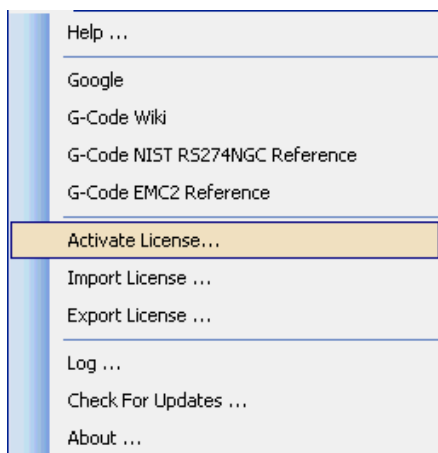 Help ...
Google
G-Code Wiki
G-Code NIST RS274NGC Reference
G-Code EMC2 Reference
Activate License...
Import License ...
Export License ...
Log ...
Check For Updates ...
About ...